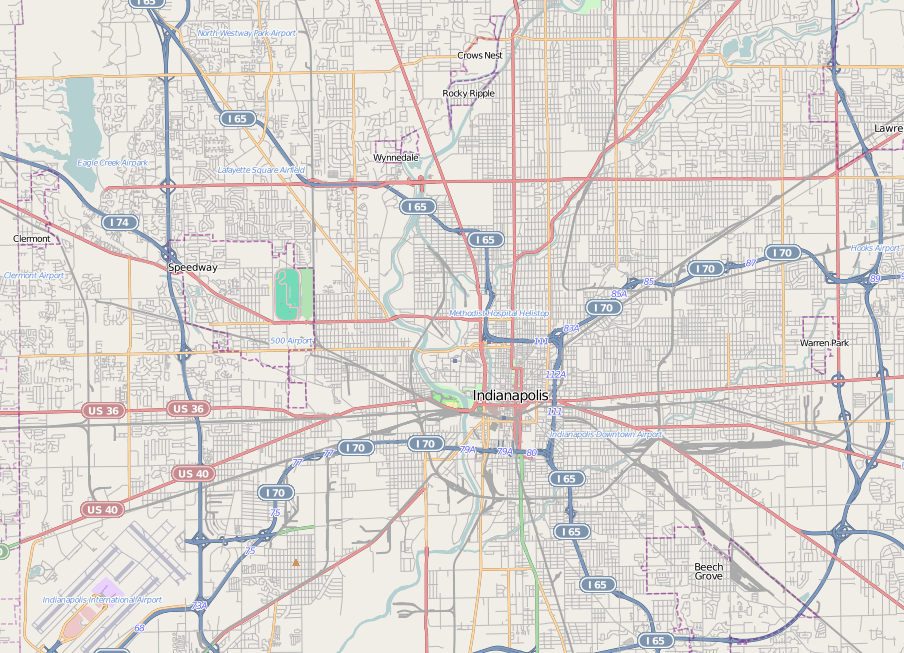 I 65
North Westway Park Airport
Crows Nest
Rocky Ripple
I 65
Lawre
Wynnedale
Eagle Creek Airpark
Lafayette Square Airfield
I 65
I 74
Clermont
I 65
Hooks Airport
I 70
87
I 70
Speedway
Clermont Airport
85
89
85A
I 70
Methodist Hospital Helistop
83A
500 Airport
111
Warren Park
112A
Indianapolis
US 36
US 36
111
Indianapolis Downtown Airport
I 70
I 70
77
79A
79A
80
77
US 40
I 65
I 70
US 40
75
I 65
75
Beech
Grove
I 65
Indianapolis International Airport
73A
68
I 65